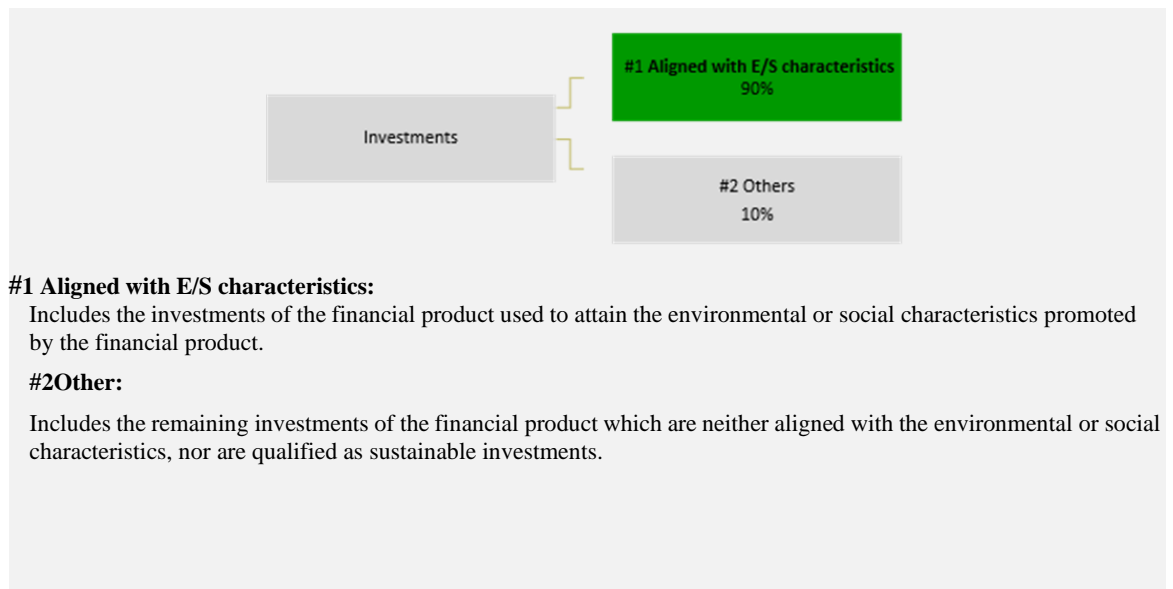 #1 Aligned with E/S characteristics
90%
Investments
#2 Others
10%
#1 Aligned with E/S characteristics:
Includes the investments of the financial product used to attain the environmental or social characteristics promoted
by the financial product.
#2Other:
Includes the remaining investments of the financial product which are neither aligned with the environmental or social
characteristics, nor are qualified as sustainable investments.